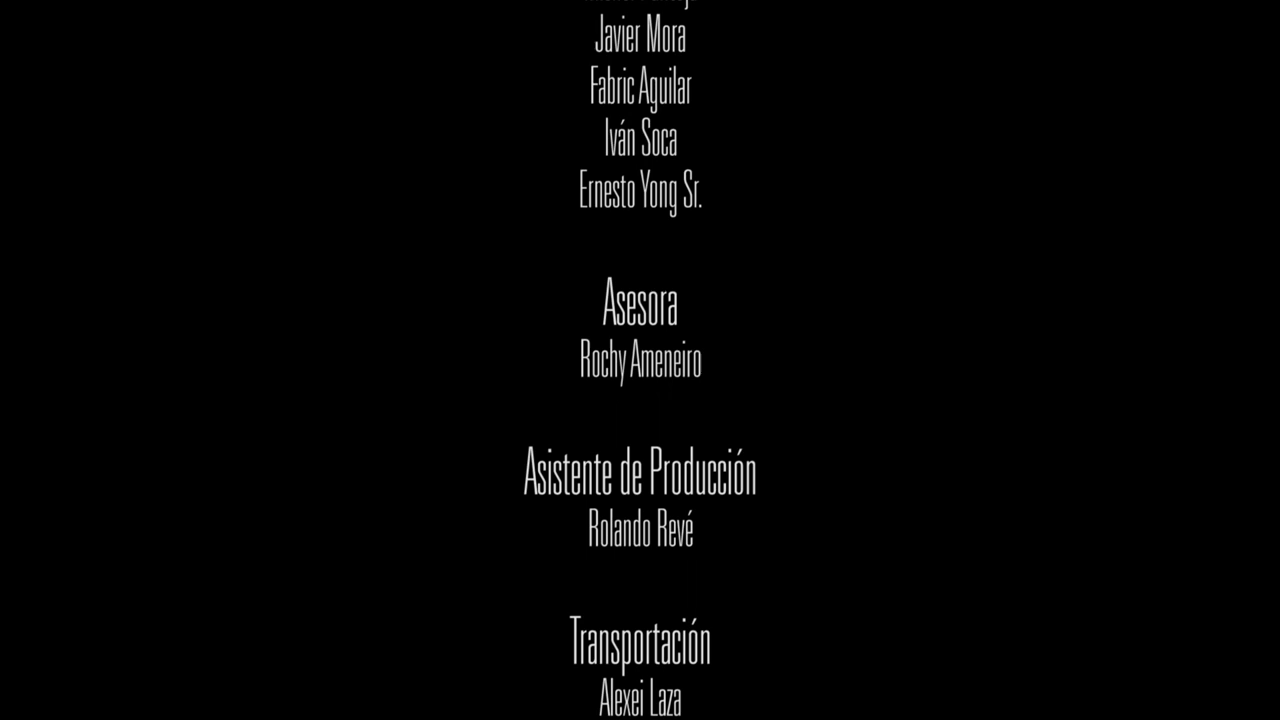 Javier Mora
Fabric Aguilar
Iván Soca
Ernesto Yong Sr.
Asesora
Rochy Ameneiro
Asistente de Producción
Rolando Revé
Transportación
Alexei Laza